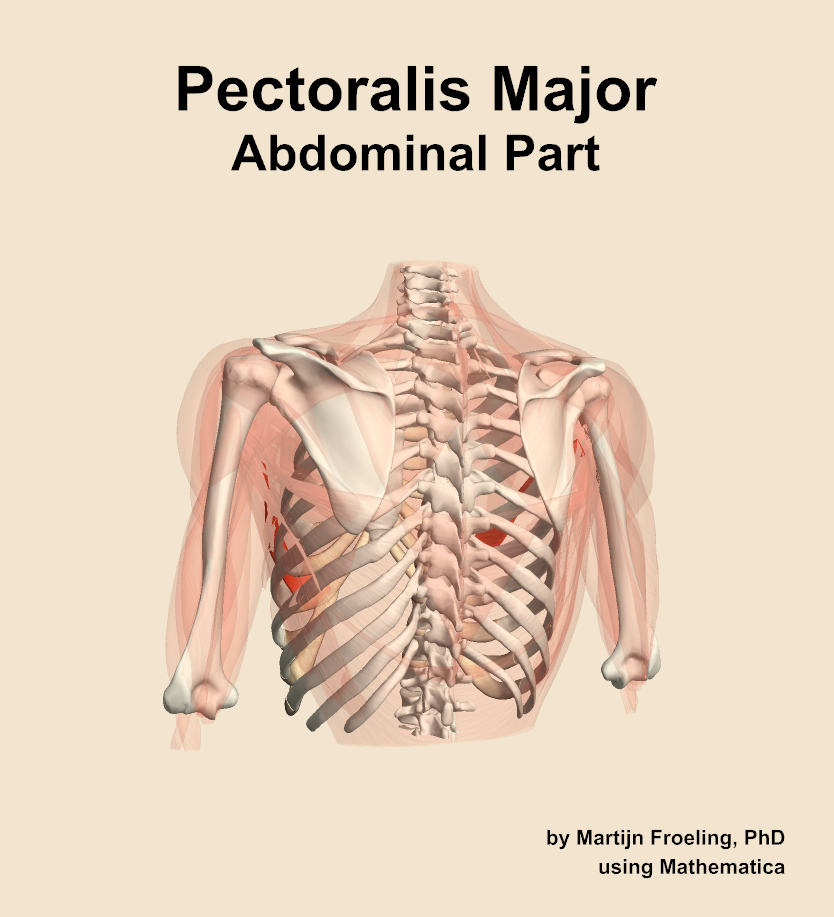 Pectoralis Major
Abdominal Part
by Martijn Froeling, PhD
using Mathematica